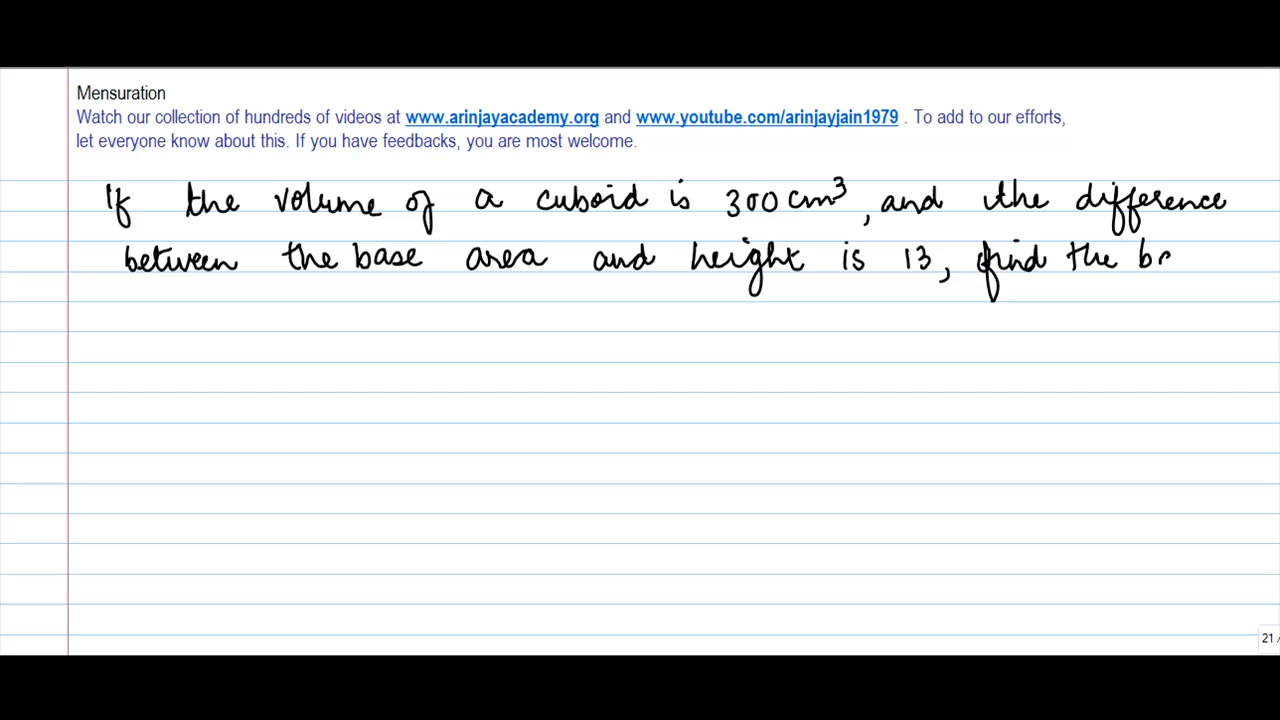 Mensuration
Watch our collection of hundreds of videos at www.arinjayacademy.org and www.youtube.com/arinjayjain1979 . To add to our efforts,
let everyone know about this. If you have feedbacks, you are most welcome.
If the volume of a cuboid is 300 cm³, and the difference
between the base area and height is 13, find the ba
21